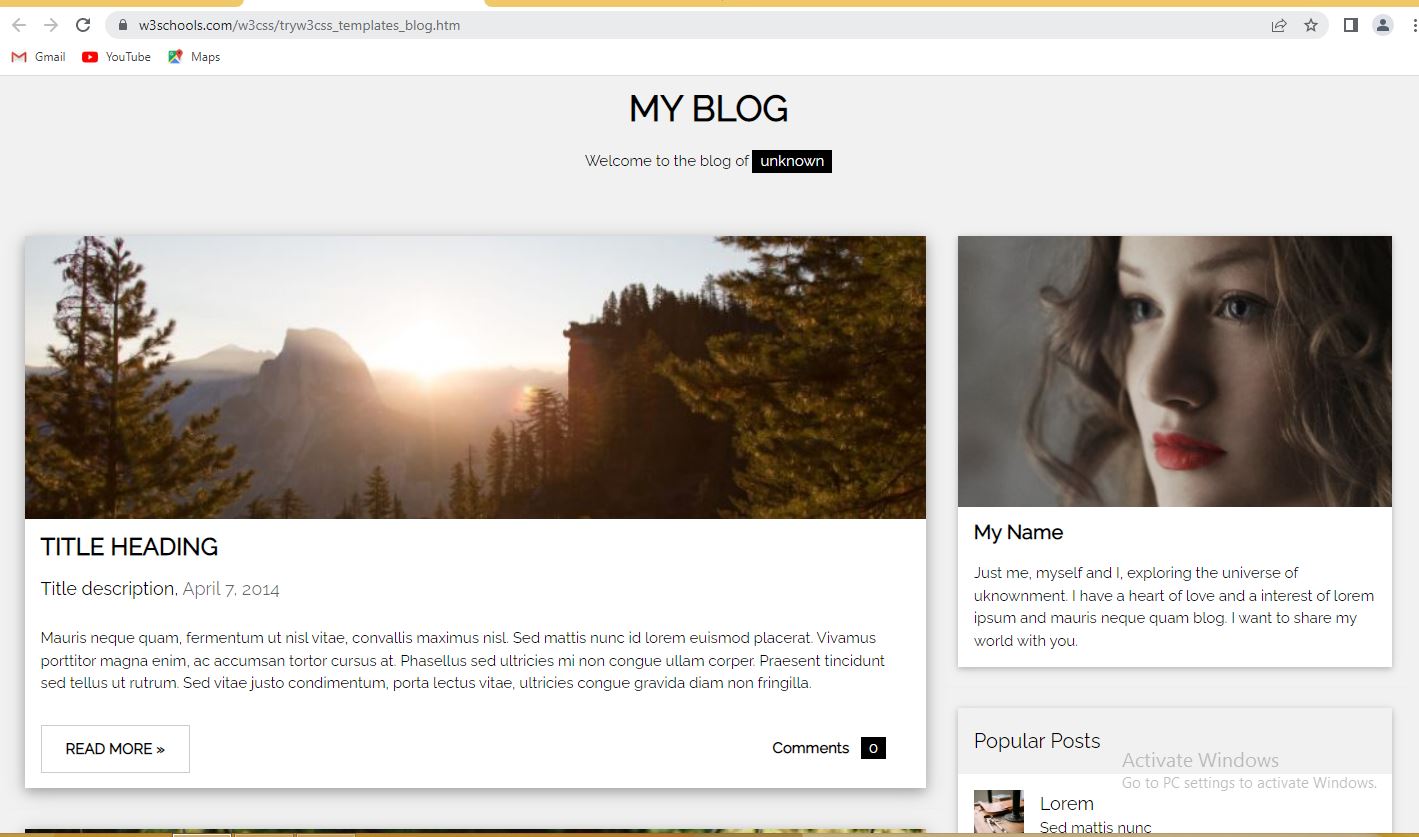 w3schools.com/w3css/tryw3css_templates_blog.htm
Gmail YouTube Maps
MY BLOG
Welcome to the blog of unknown
TITLE HEADING
Title description, April 7, 2014
Mauris neque quam, fermentum ut nisl vitae, convallis maximus nisl. Sed mattis nunc id lorem euismod placerat. Vivamus
porttitor magna enim, ac accumsan tortor cursus at. Phasellus sed ultricies mi non congue ullam corper. Praesent tincidunt
sed tellus ut rutrum. Sed vitae justo condimentum, porta lectus vitae, ultricies congue gravida diam non fringilla.
READ MORE »
Comments 0
My Name
Just me, myself and I, exploring the universe of
uknownment. I have a heart of love and a interest of lorem
ipsum and mauris neque quam blog. I want to share my
world with you.
Popular Posts
Activate Windows
Go to PC settings to activate Windows.
Lorem
Sed mattis nunc